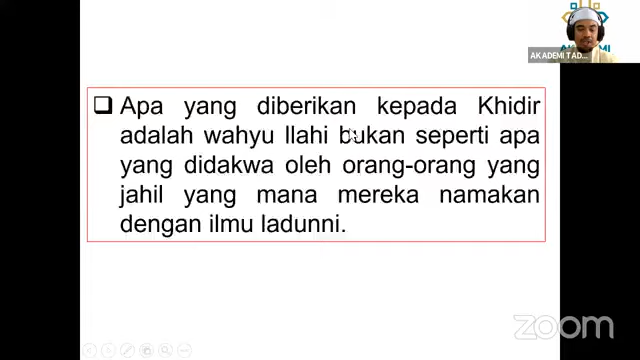 AKADEMI TAD...
Apa yang diberikan kepada Khidir
adalah wahyu Ilahi bukan seperti apa
yang didakwa oleh orang-orang yang
jahil yang mana mereka namakan
dengan ilmu ladunni.
zoom